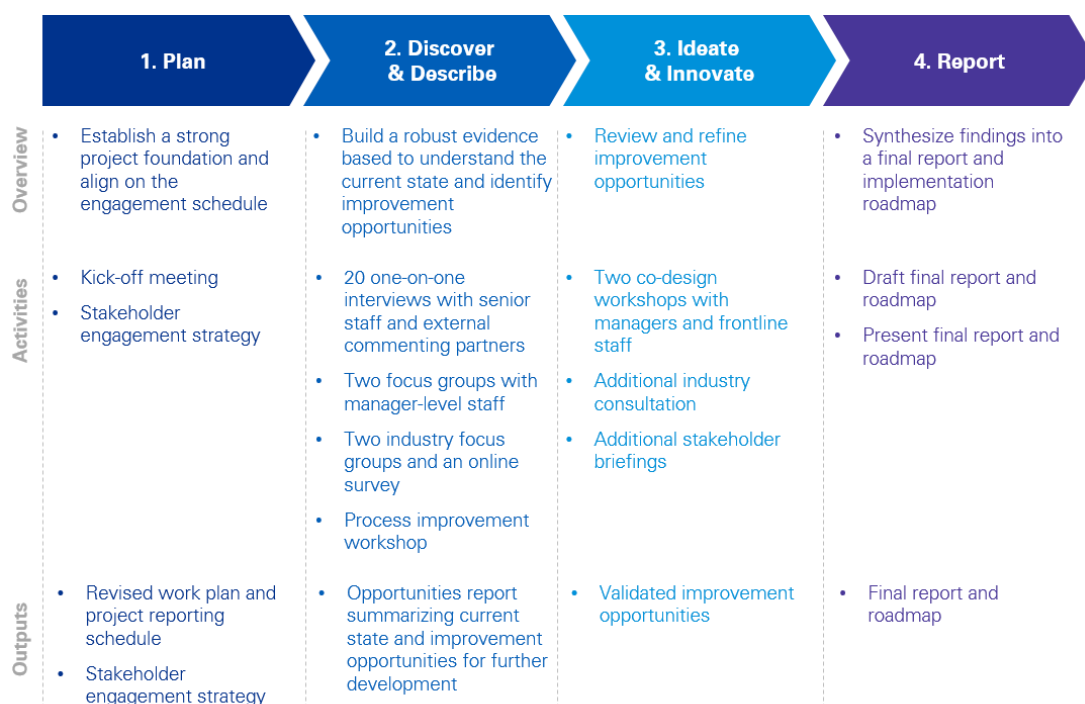 1. Plan
2. Discover
& Describe
3. Ideate
& Innovate
4. Report
Overview
• Establish a strong
project foundation and
align on the
engagement schedule
• Build a robust evidence
based to understand the
current state and identify
improvement
opportunities
• Review and refine
improvement
opportunities
• Synthesize findings into
a final report and
implementation
roadmap
Activities
• Kick-off meeting
• Stakeholder
engagement strategy
• 20 one-on-one
interviews with senior
staff and external
commenting partners
• Two focus groups with
manager-level staff
• Two industry focus
groups and an online
survey
• Process improvement
workshop
• Two co-design
workshops with
managers and frontline
staff
• Additional industry
consultation
• Additional stakeholder
briefings
• Draft final report and
roadmap
• Present final report and
roadmap
Outputs
• Revised work plan and
project reporting
schedule
• Stakeholder
engagement strategy
• Opportunities report
summarizing current
state and improvement
opportunities for further
development
• Validated improvement
opportunities
• Final report and
roadmap